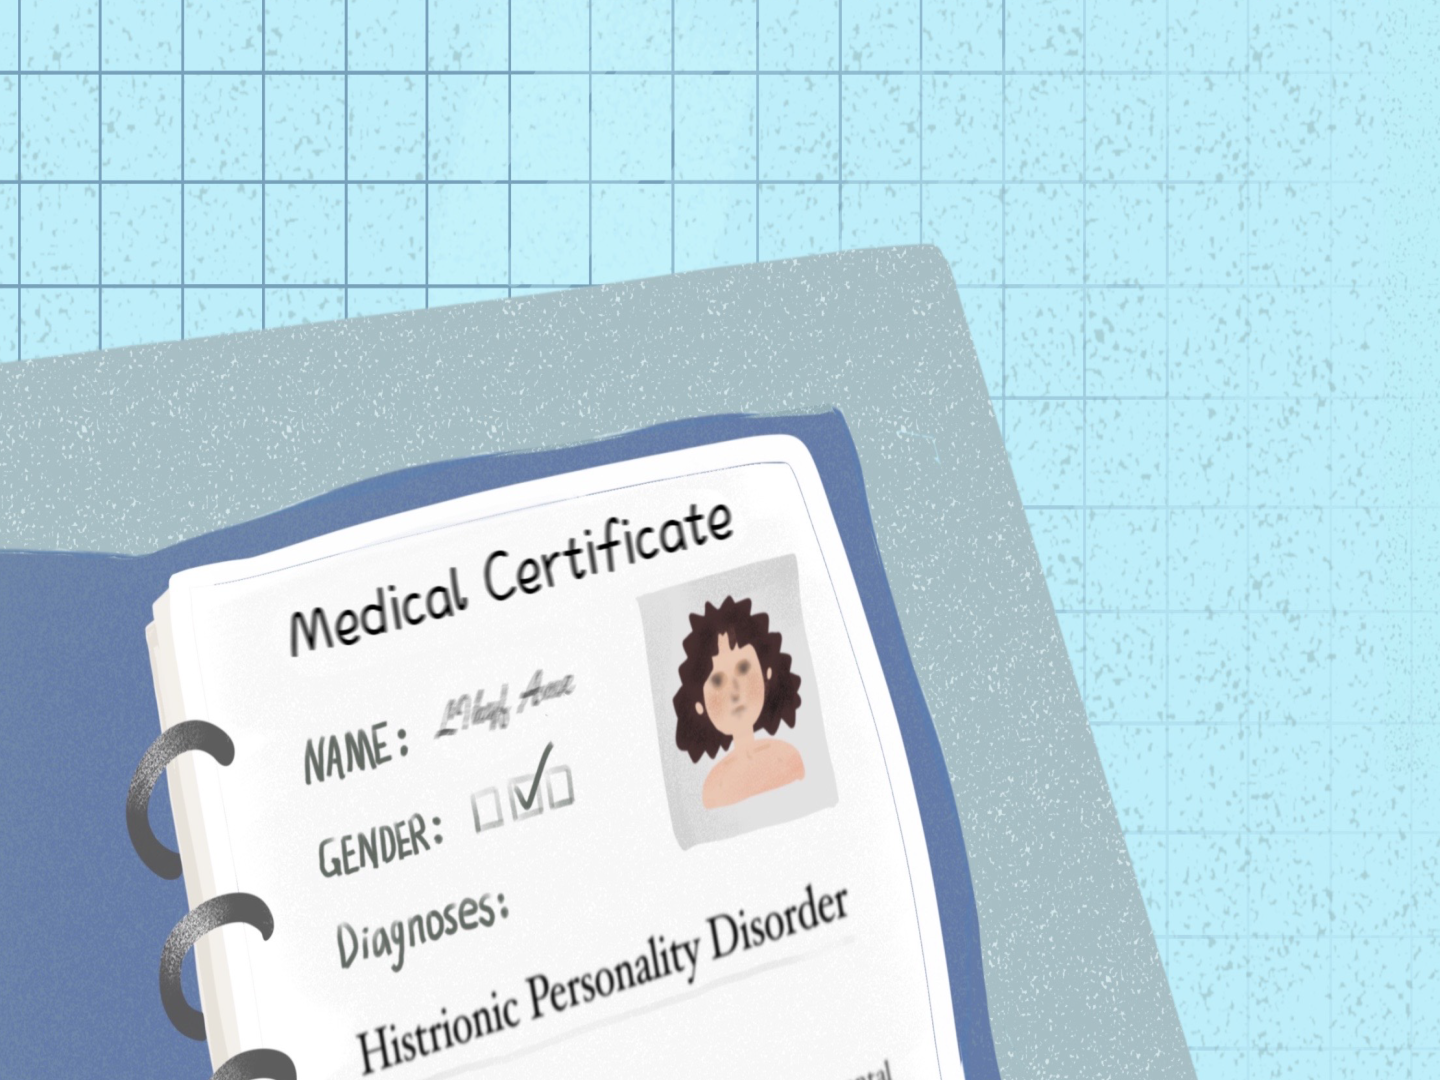 Medical Certificate
NAME:
GENDER:
Diagnoses:
Histrionic Personality Disorder